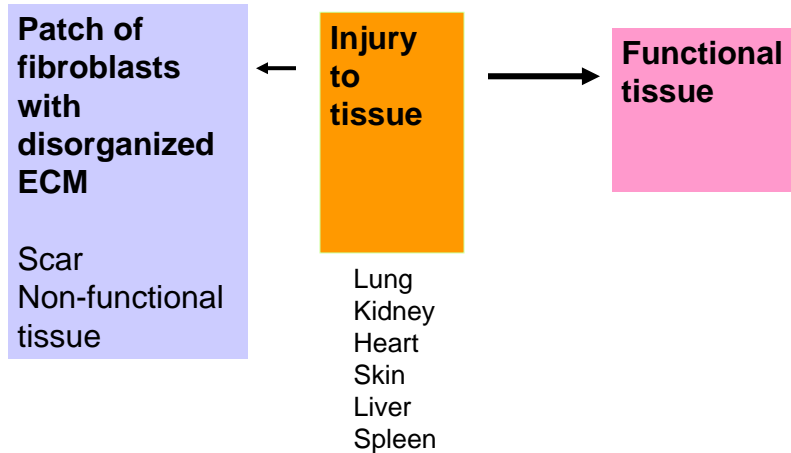 Patch of
fibroblasts
with
disorganized
ECM
Scar
Non-functional
tissue
Injury
to
tissue
Lung
Kidney
Heart
Skin
Liver
Spleen
Functional
tissue